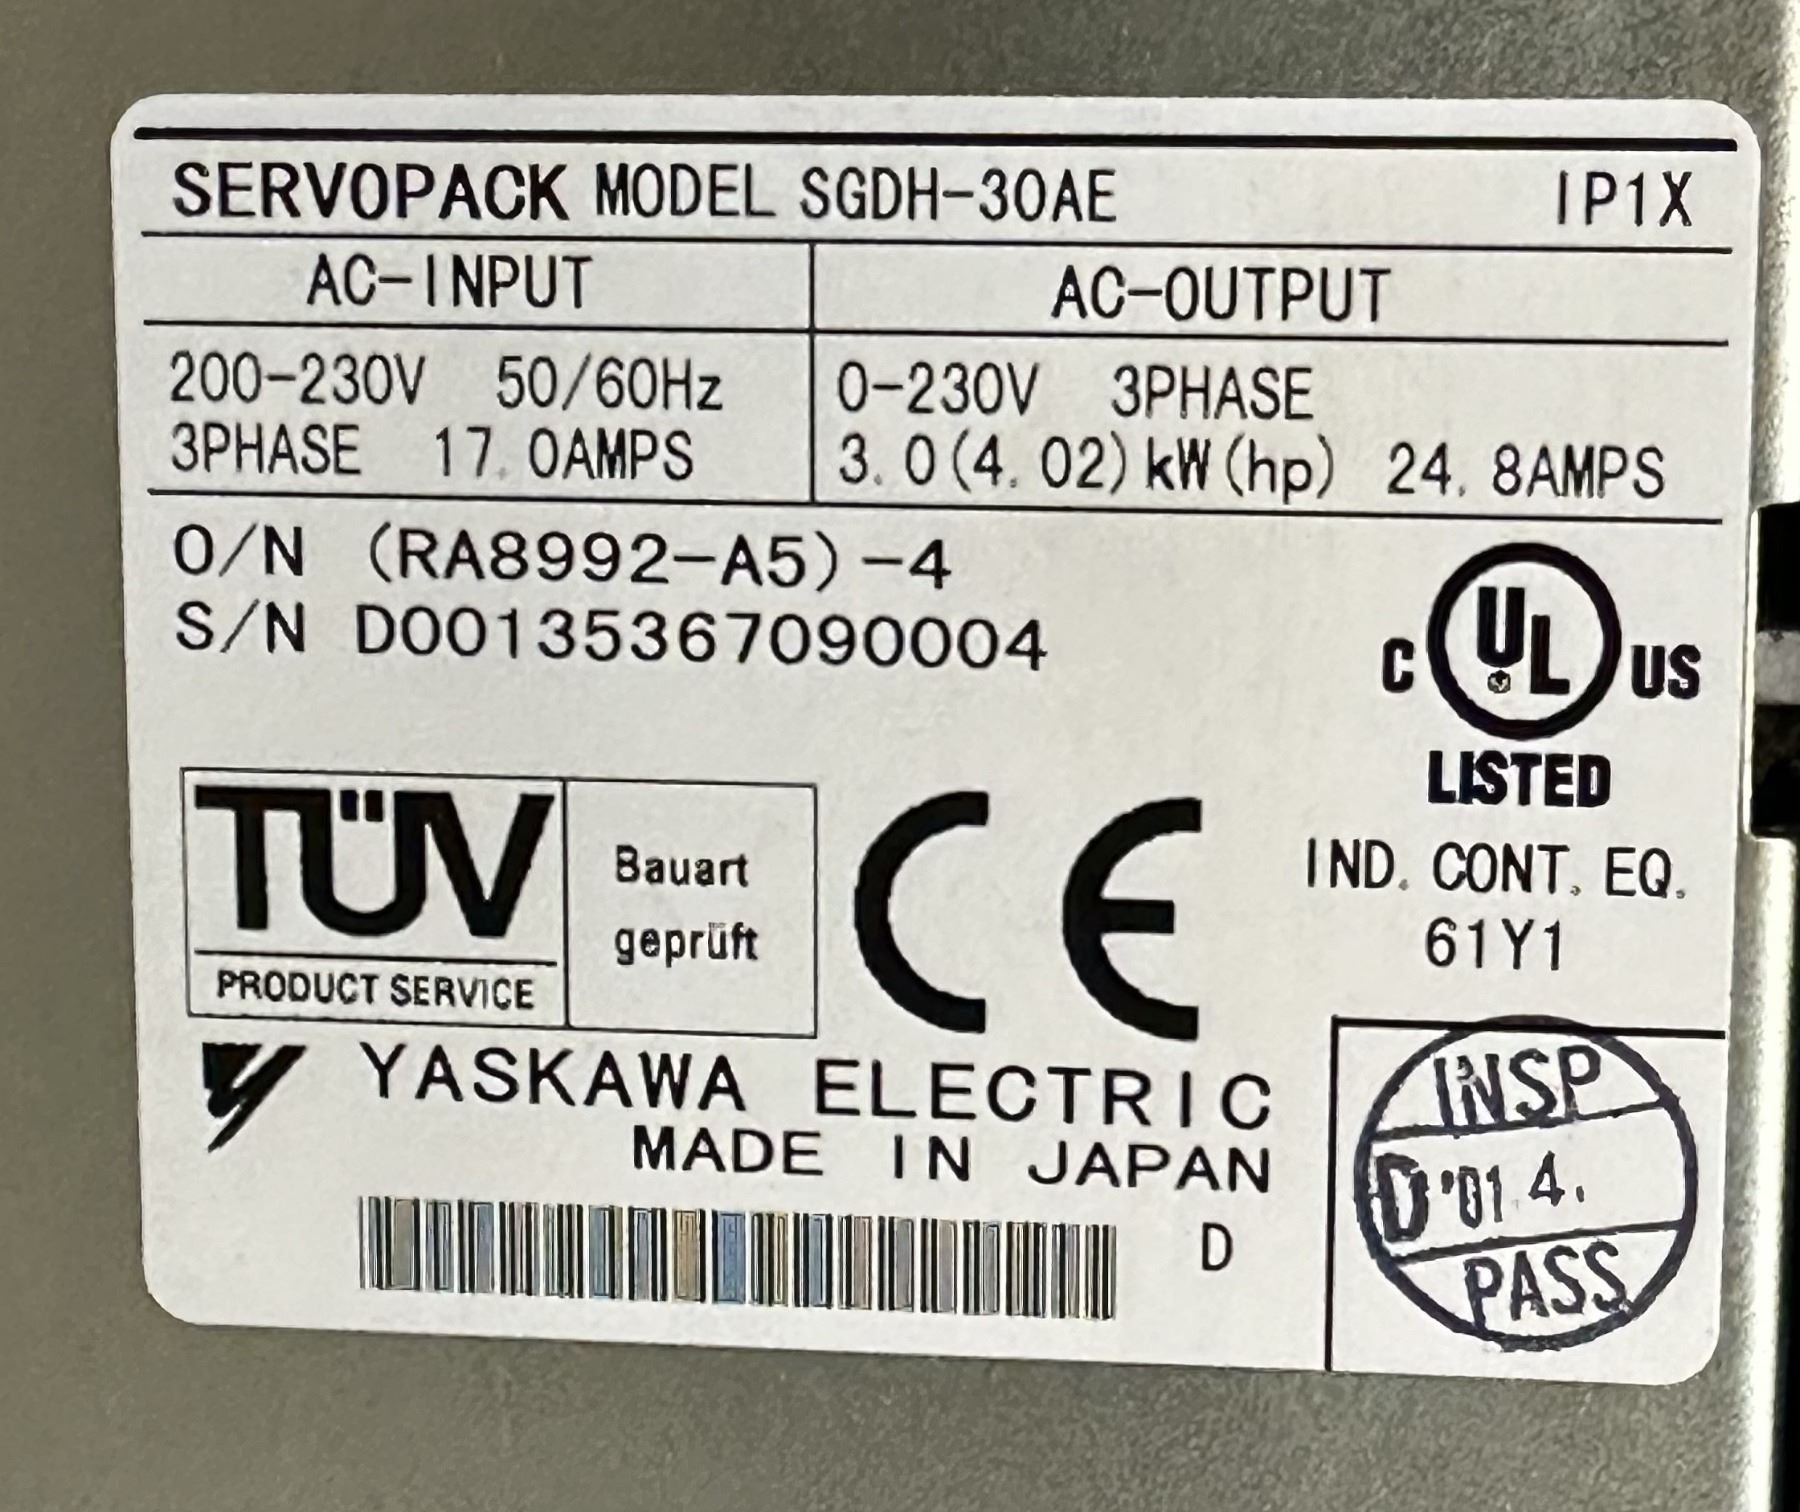 SERVOPACK MODEL SGDH-30AE IP1X
AC-INPUT AC-OUTPUT
200-230V 50/60Hz 0-230V 3PHASE
3PHASE 17.0AMPS 3.0(4.02)kW(hp) 24.8AMPS
O/N (RA8992-A5)-4
S/N D00135367090004
C UL US
LISTED
IND. CONT. EQ.
61Y1
TÜV
PRODUCT SERVICE
Bauart
geprüft
CE
YASKAWA ELECTRIC
MADE IN JAPAN
D
INSP
D '01.4.
PASS